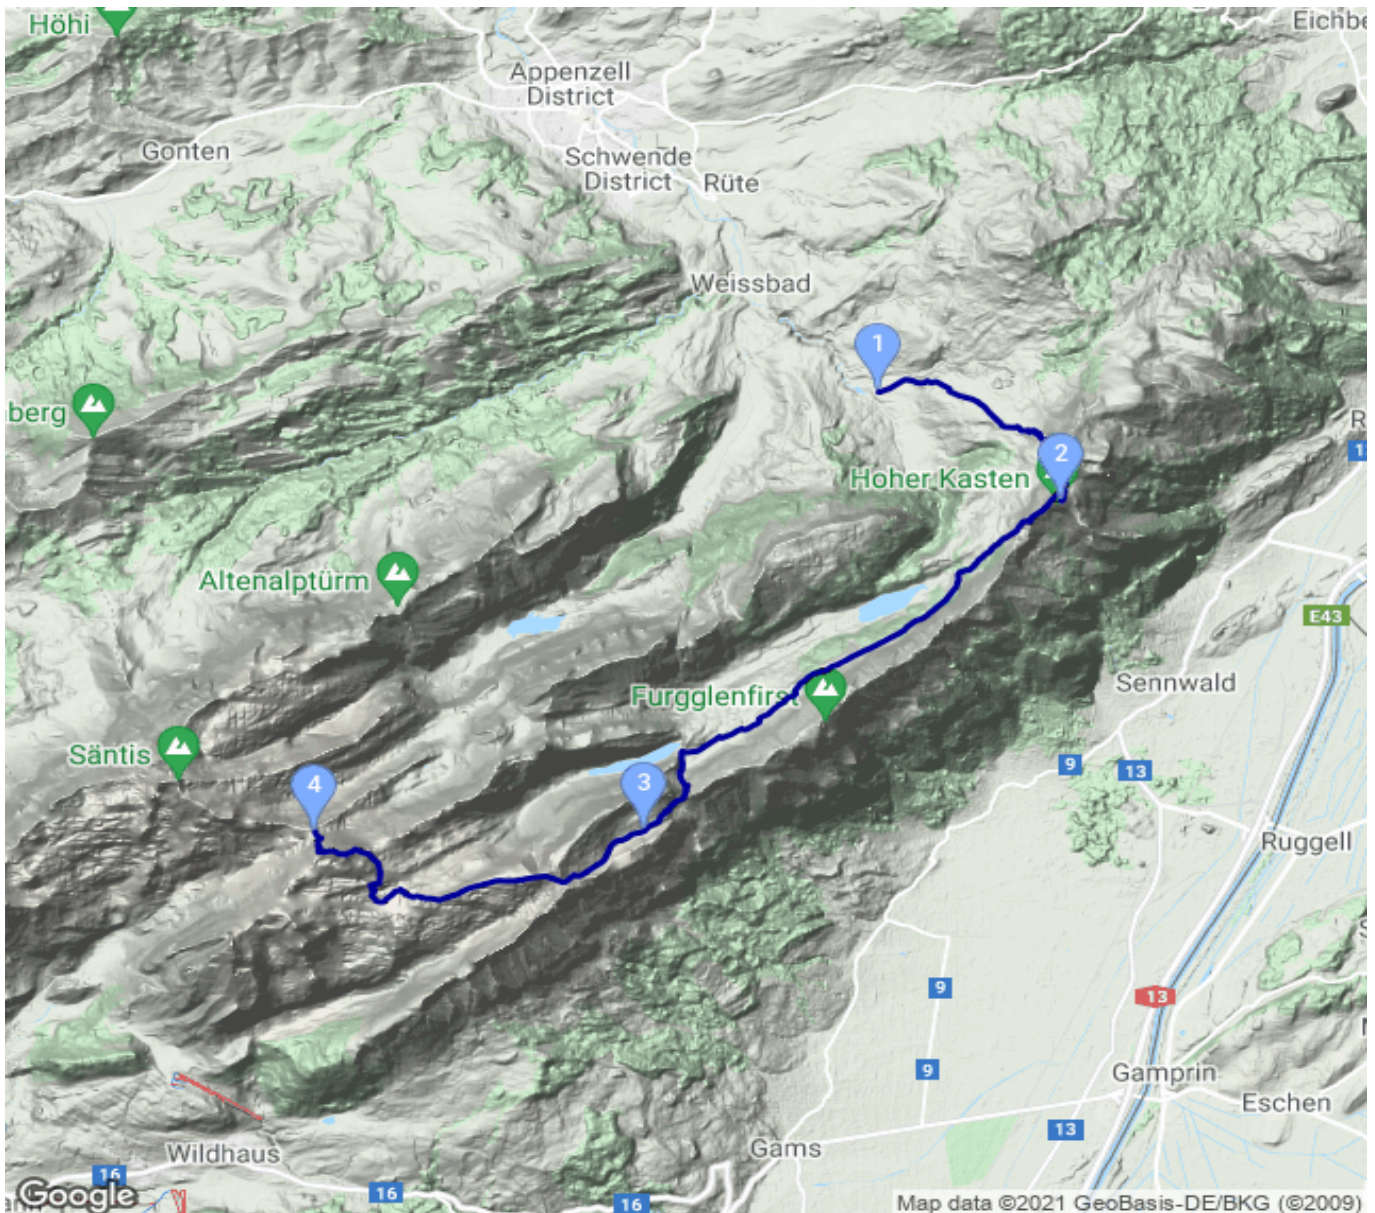 Höhi
Eichbe
Appenzell
District
Gonten
Schwende
District
Rüte
Weissbad
1
berg
R
2
Hoher Kasten
Altenalptürm
E43
Sennwald
Furgglenfirst
Säntis
9
13
4
3
Ruggell
9
13
9
Gamprin
Eschen
13
Gams
Wildhaus
16
16
16
Google
Map data ©2021 GeoBasis-DE/BKG (©2009)